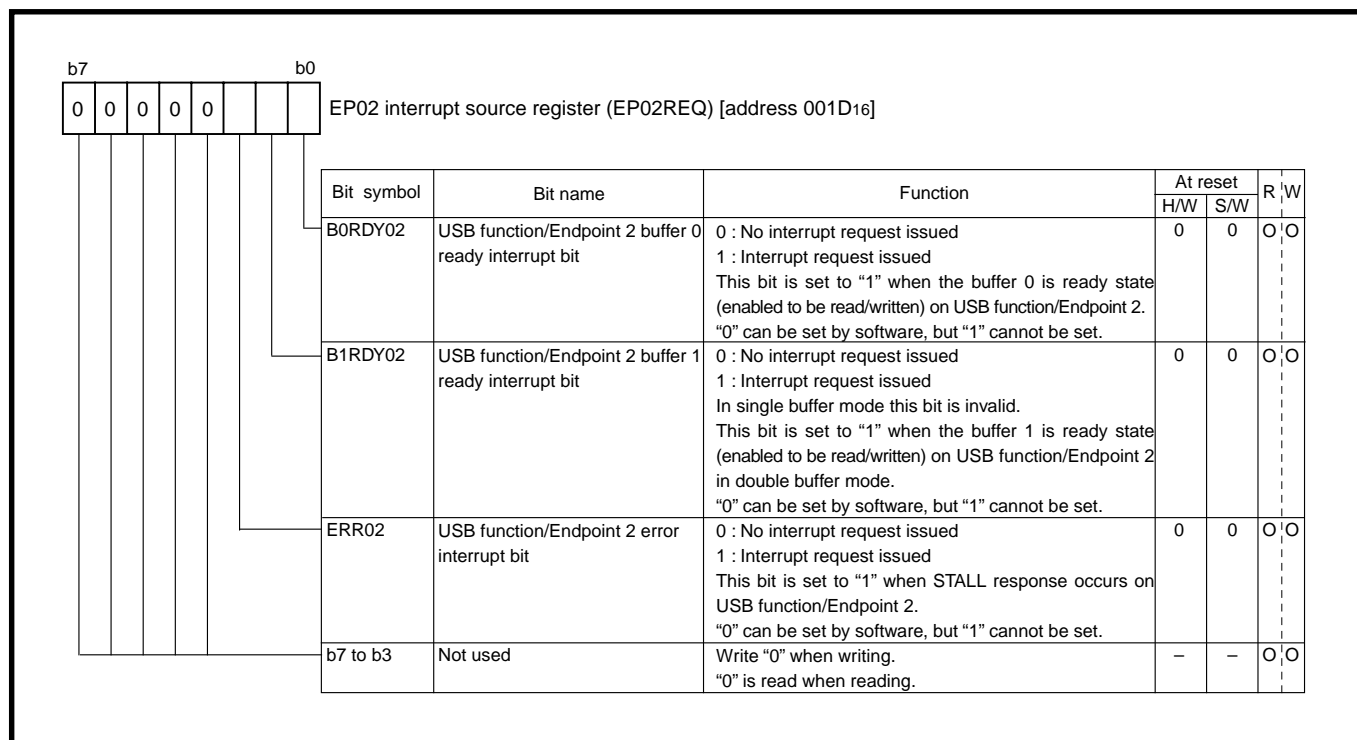 b7 b0
0 0 0 0 0
EP02 interrupt source register (EP02REQ) [address 001D16]
Bit symbol Bit name Function At reset R W
H/W S/W
B0RDY02 USB function/Endpoint 2 buffer 0 0 : No interrupt request issued 0 0 O O
ready interrupt bit 1 : Interrupt request issued
This bit is set to “1” when the buffer 0 is ready state
(enabled to be read/written) on USB function/Endpoint 2.
“0” can be set by software, but “1” cannot be set.
B1RDY02 USB function/Endpoint 2 buffer 1 0 : No interrupt request issued 0 0 O O
ready interrupt bit 1 : Interrupt request issued
In single buffer mode this bit is invalid.
This bit is set to “1” when the buffer 1 is ready state
(enabled to be read/written) on USB function/Endpoint 2
in double buffer mode.
“0” can be set by software, but “1” cannot be set.
ERR02 USB function/Endpoint 2 error 0 : No interrupt request issued 0 0 O O
interrupt bit 1 : Interrupt request issued
This bit is set to “1” when STALL response occurs on
USB function/Endpoint 2.
“0” can be set by software, but “1” cannot be set.
b7 to b3 Not used Write “0” when writing. – – O O
“0” is read when reading.